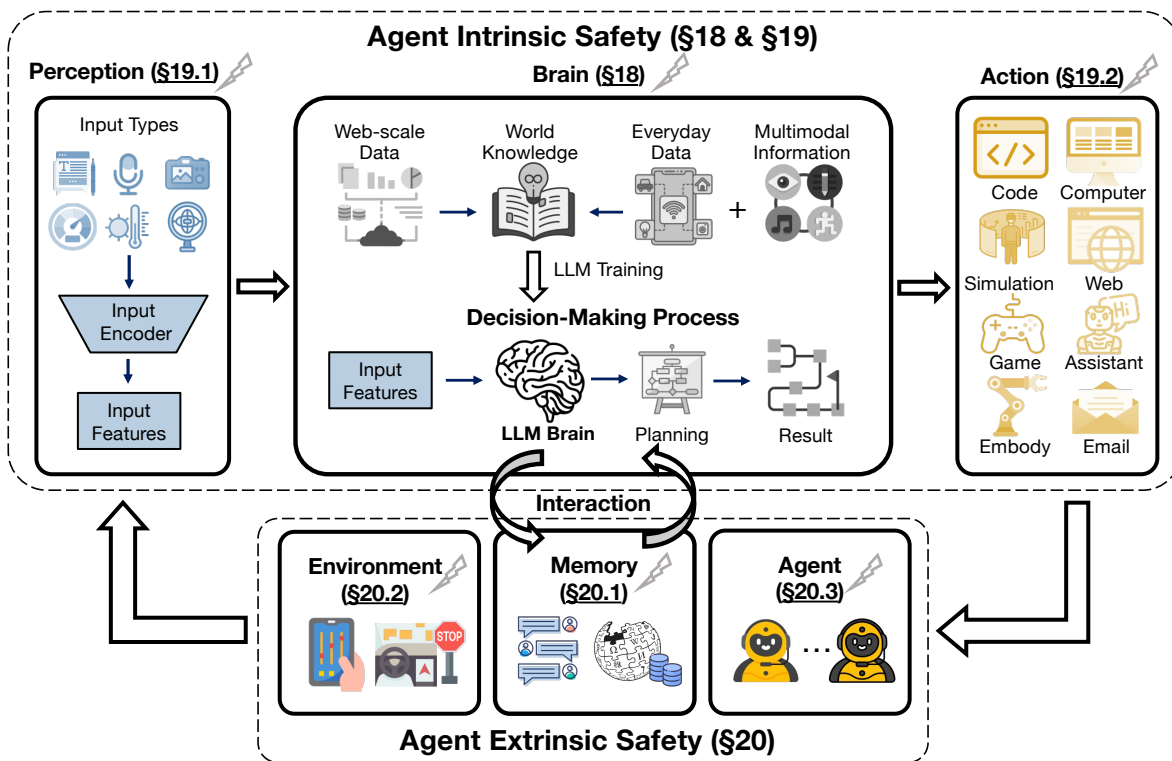 Agent Intrinsic Safety (§18 & §19)
Perception (§19.1)
Input Types
T
Input
Encoder
Input
Features
Brain (§18)
Web-scale
Data
World
Knowledge
Everyday
Data
+
Multimodal
Information
LLM Training
Decision-Making Process
Input
Features
LLM Brain
Planning
Result
Action (§19.2)
</>
Code
Computer
Simulation
Web
Game
Hi
Assistant
Embody
Email
Interaction
Environment
(§20.2)
STOP
Memory
(§20.1)
Agent
(§20.3)
...
Agent Extrinsic Safety (§20)